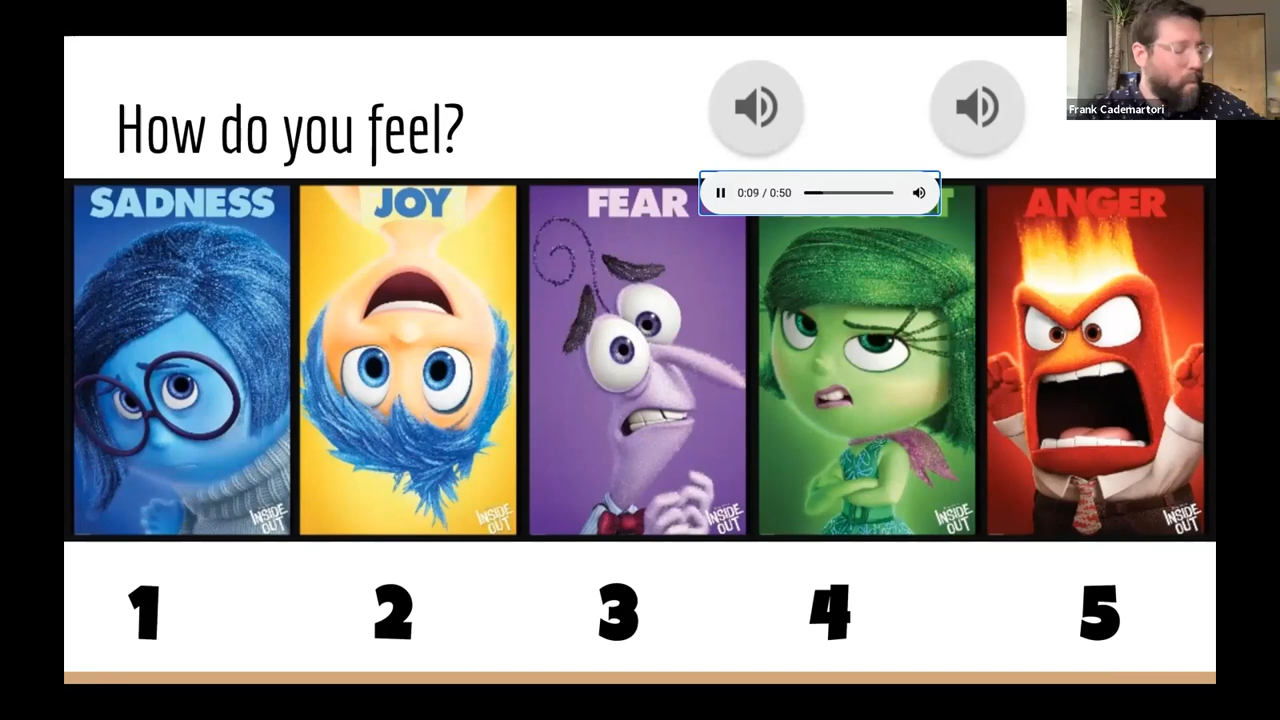 How do you feel?
Frank Cademartori
0:09 / 0:50
SADNESS
JOY
FEAR
T
ANGER
INSIDE
OUT
INSIDE
OUT
INSIDE
OUT
INSIDE
OUT
INSIDE
OUT
1
2
3
4
5